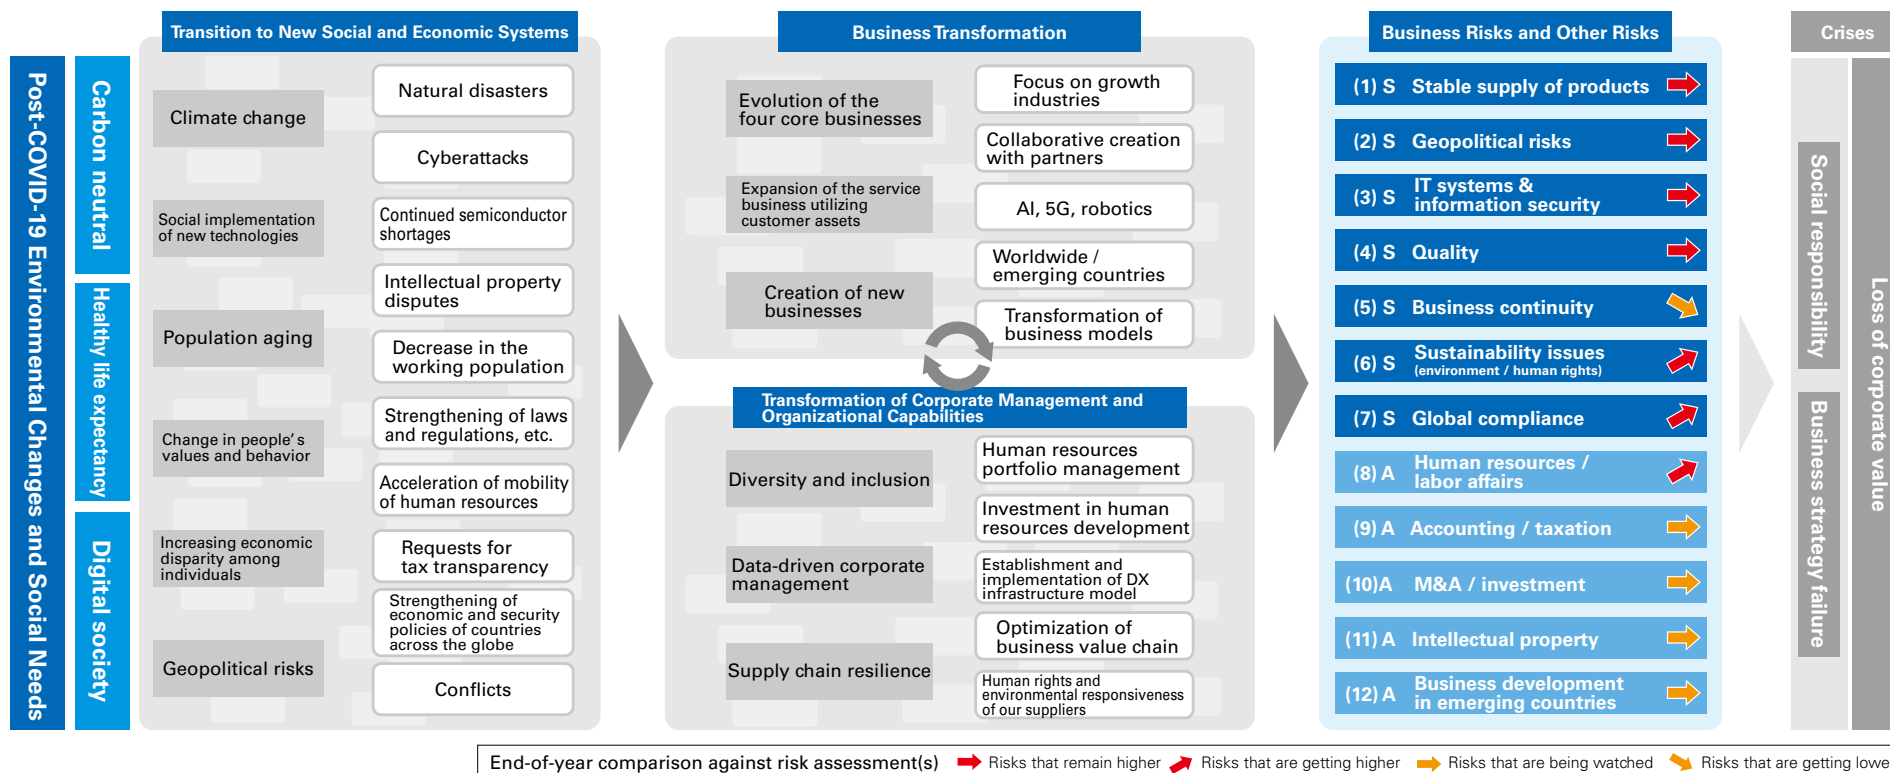 Post-COVID-19 Environmental Changes and Social Needs
Carbon neutral
Healthy life expectancy
Digital society
Transition to New Social and Economic Systems
Climate change
Social implementation
of new technologies
Population aging
Change in people's
values and behavior
Increasing economic
disparity among
individuals
Geopolitical risks
Natural disasters
Cyberattacks
Continued semiconductor
shortages
Intellectual property
disputes
Decrease in the
working population
Strengthening of laws
and regulations, etc.
Acceleration of mobility
of human resources
Requests for
tax transparency
Strengthening of
economic and security
policies of countries
across the globe
Conflicts
Business Transformation
Evolution of the
four core businesses
Expansion of the service
business utilizing
customer assets
Creation of new
businesses
Focus on growth
industries
Collaborative creation
with partners
AI, 5G, robotics
Worldwide /
emerging countries
Transformation of
business models
Transformation of Corporate Management and
Organizational Capabilities
Diversity and inclusion
Data-driven corporate
management
Supply chain resilience
Human resources
portfolio management
Investment in human
resources development
Establishment and
implementation of DX
infrastructure model
Optimization of
business value chain
Human rights and
environmental responsiveness
of our suppliers
Business Risks and Other Risks
(1) S Stable supply of products
(2) S Geopolitical risks
(3) S IT systems &
information security
(4) S Quality
(5) S Business continuity
(6) S Sustainability issues
(environment / human rights)
(7) S Global compliance
(8) A Human resources /
labor affairs
(9) A Accounting / taxation
(10)A M&A / investment
(11) A Intellectual property
(12) A Business development
in emerging countries
Crises
Social responsibility
Business strategy failure
Loss of corporate value
End-of-year comparison against risk assessment(s) Risks that remain higher Risks that are getting higher Risks that are being watched Risks that are getting lowe